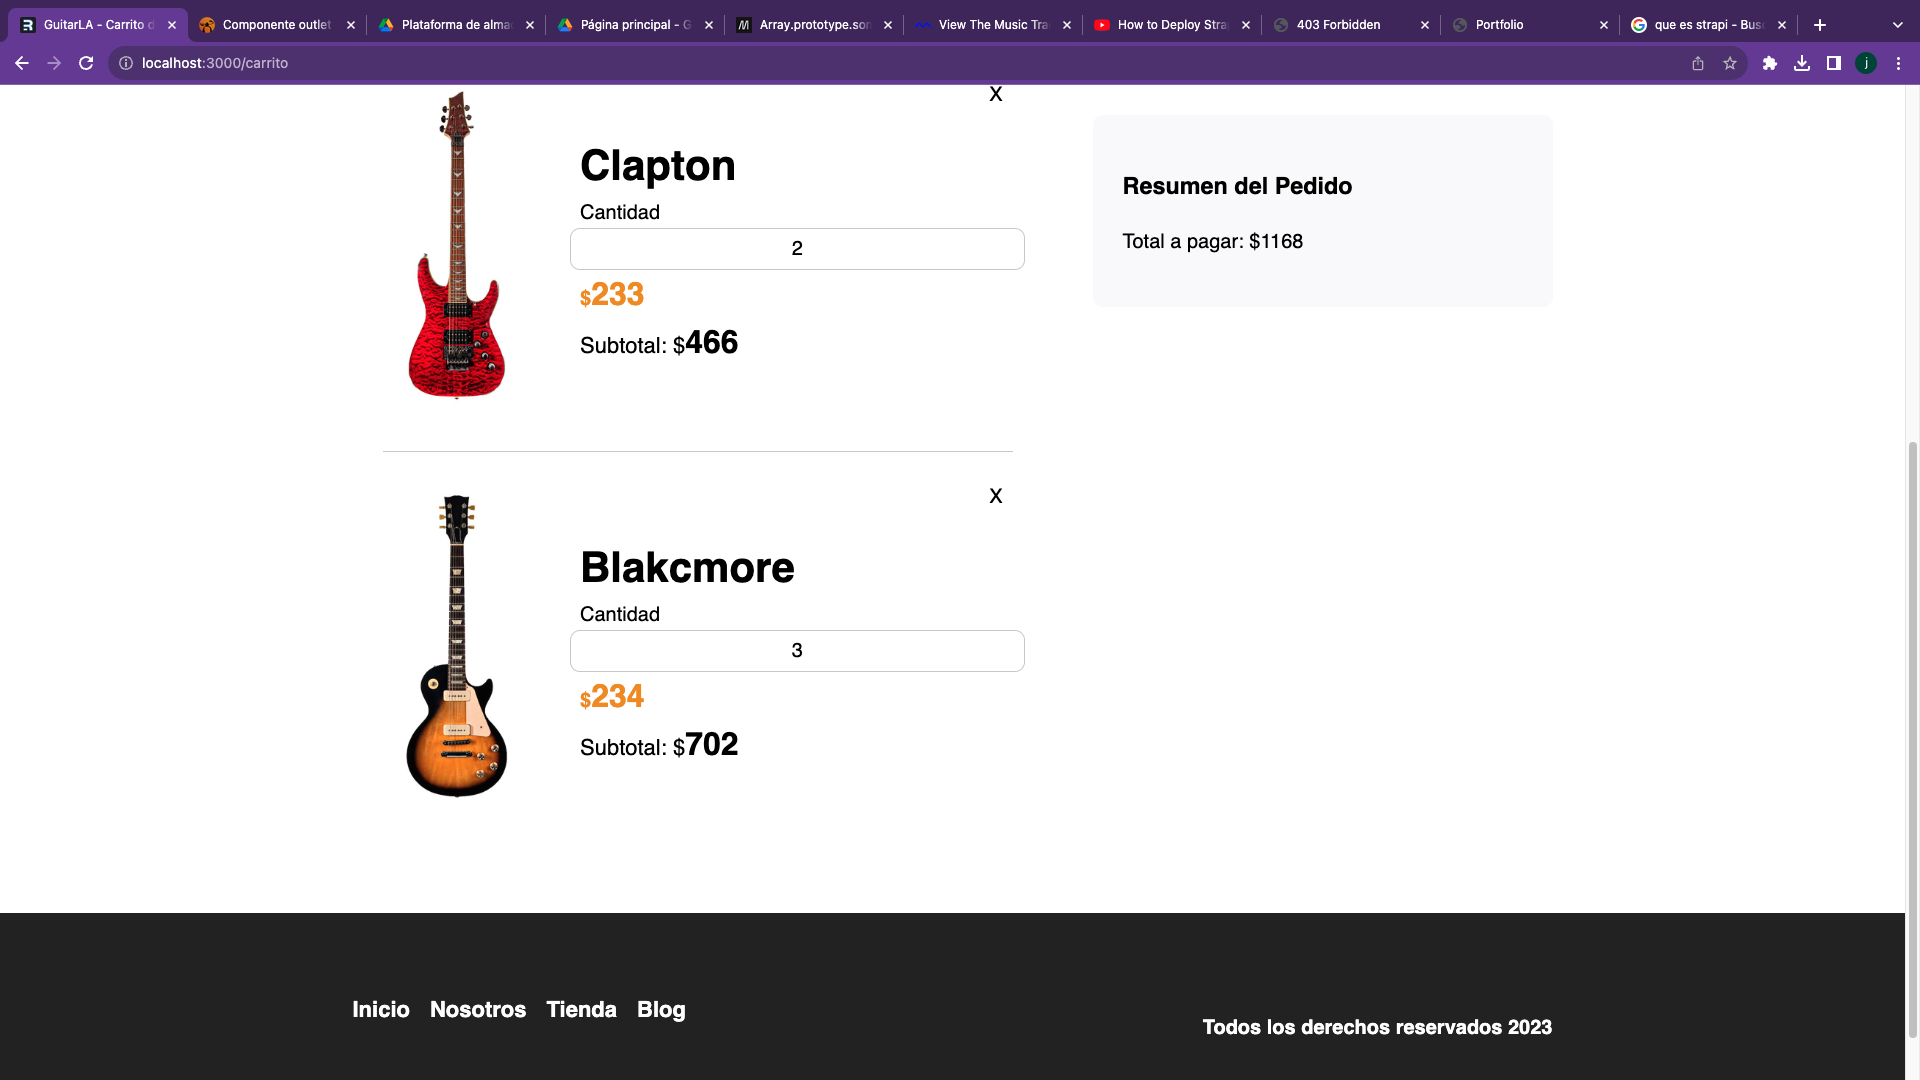 GuitarLA - Carrito d
Componente outlet
Plataforma de alma
Página principal - G
Array.prototype.som
View The Music Tra
How to Deploy Stra
403 Forbidden
Portfolio
que es strapi - Bus
localhost:3000/carrito
j
X
Clapton
Cantidad
2
$233
Subtotal: $466
Resumen del Pedido
Total a pagar: $1168
X
Blakcmore
Cantidad
3
$234
Subtotal: $702
Inicio Nosotros Tienda Blog
Todos los derechos reservados 2023